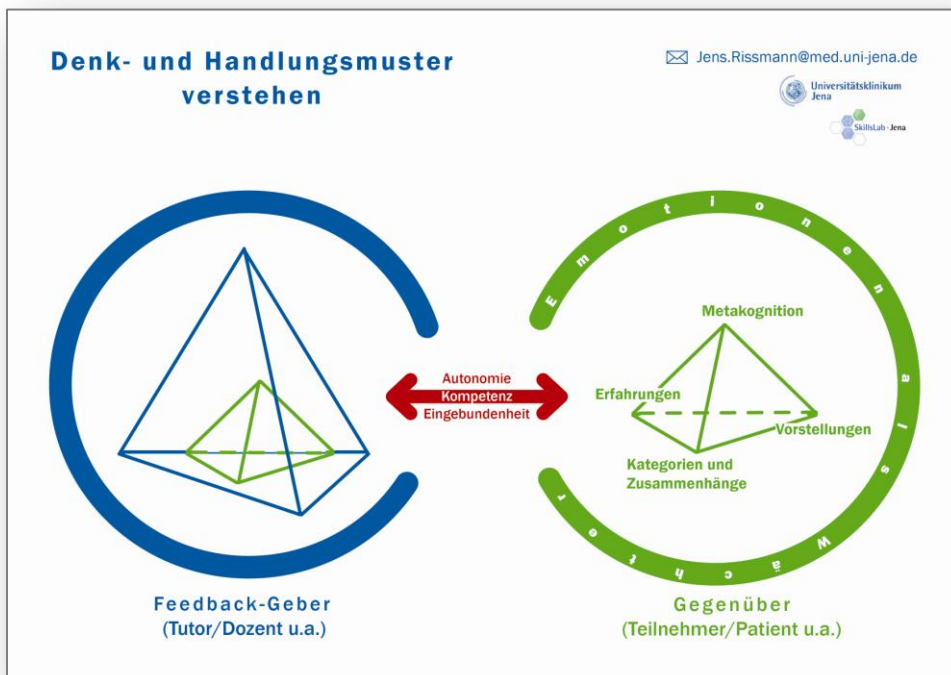 Denk- und Handlungsmuster
verstehen
Jens.Rissmann@med.uni-jena.de
Universitätsklinikum
Jena
SkillsLab·Jena
Emotionen als Wächter
Metakognition
Erfahrungen
Vorstellungen
Kategorien und
Zusammenhänge
Autonomie
Kompetenz
Eingebundenheit
Feedback-Geber
(Tutor/Dozent u.a.)
Gegenüber
(Teilnehmer/Patient u.a.)